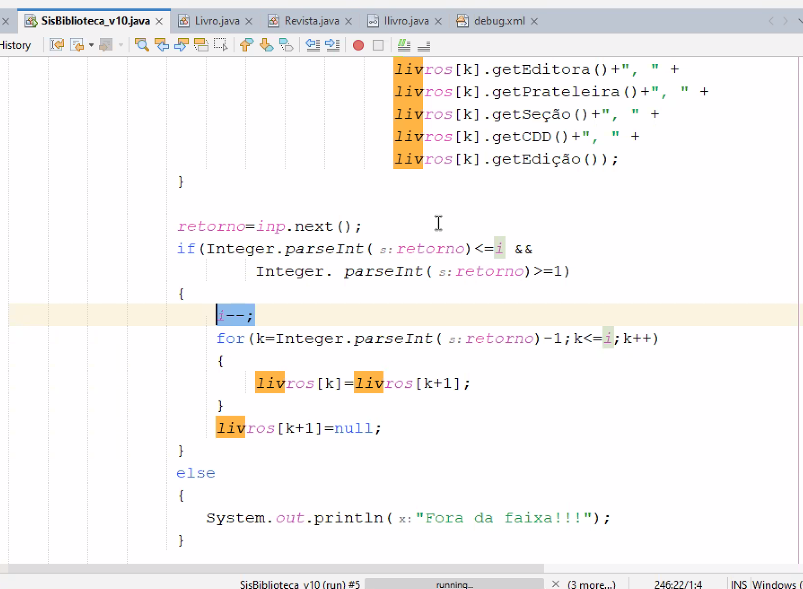 SisBiblioteca_v10.java × Livro.java × Revista.java × Ilivro.java × debug.xml ×
History
livros[k].getEditora()+", " +
livros[k].getPrateleira()+", " +
livros[k].getSeção()+", " +
livros[k].getCDD()+", " +
livros[k].getEdição());
}
retorno=inp.next();
if(Integer.parseInt( s:retorno)<=i &&
Integer. parseInt( s:retorno)>=1)
{
i--;
for(k=Integer.parseInt( s:retorno)-1;k<=i;k++)
{
livros[k]=livros[k+1];
}
livros[k+1]=null;
}
else
{
System.out.println( x:"Fora da faixa!!!");
}
SisBiblioteca_v10 (run) #5 running... × (3 more...) 246:22/1:4 INS Windows (